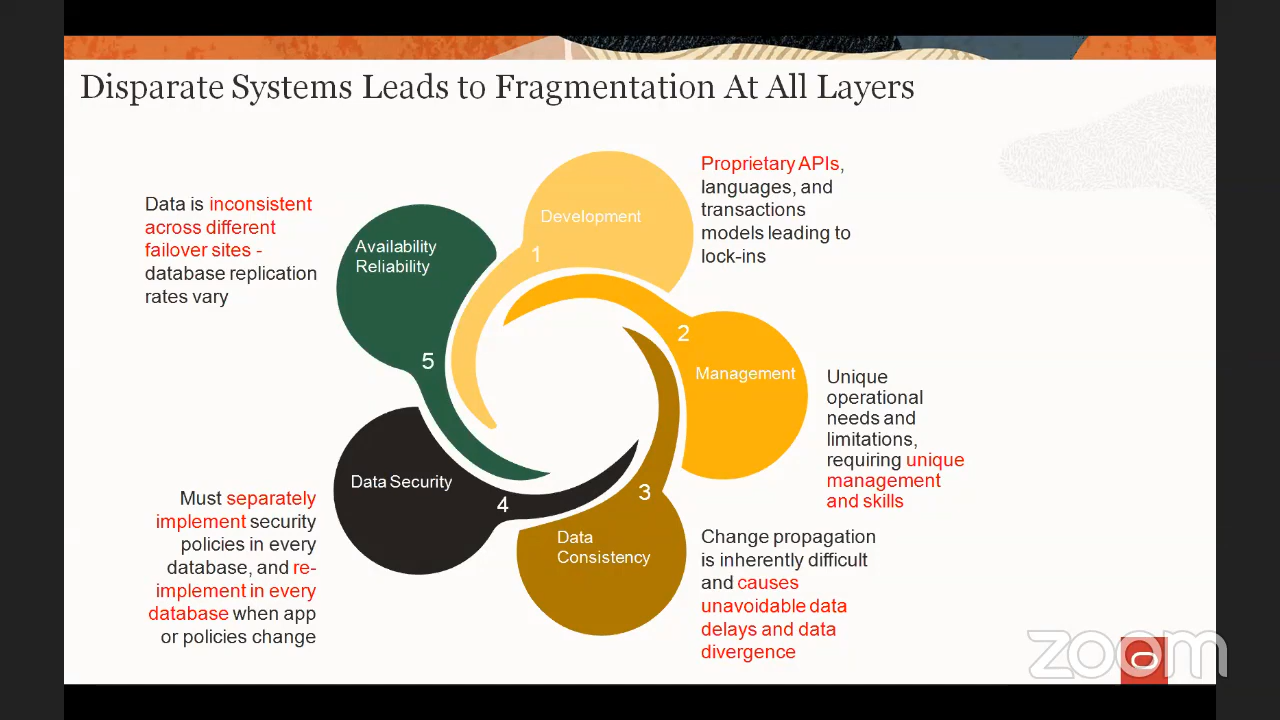 Disparate Systems Leads to Fragmentation At All Layers
Development
1
Proprietary APIs,
languages, and
transactions
models leading to
lock-ins
2
Management
Unique
operational
needs and
limitations,
requiring unique
management
and skills
3
Data
Consistency
Change propagation
is inherently difficult
and causes
unavoidable data
delays and data
divergence
4
Data Security
Must separately
implement security
policies in every
database, and re-
implement in every
database when app
or policies change
5
Availability
Reliability
Data is inconsistent
across different
failover sites -
database replication
rates vary
zoom